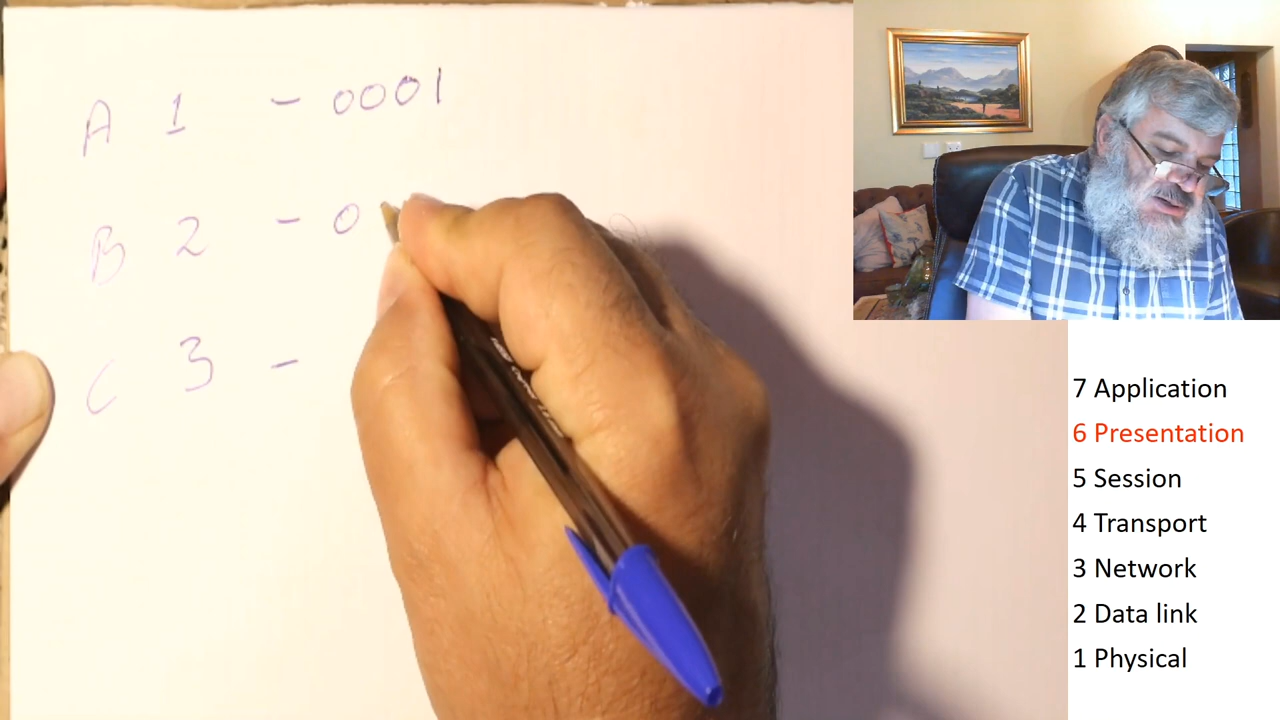 A 1 - 0001
B 2 - 0
C 3 -
7 Application
6 Presentation
5 Session
4 Transport
3 Network
2 Data link
1 Physical